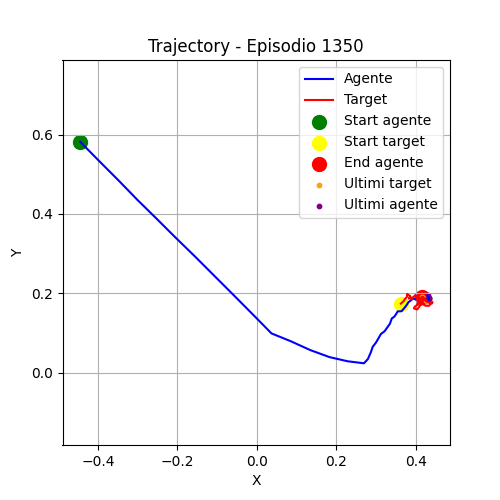 Trajectory - Episodio 1350
Agente
Target
Start agente
Start target
End agente
Ultimi target
Ultimi agente
Y
0.6
0.4
0.2
0.0
−0.4
−0.2
0.0
0.2
0.4
X